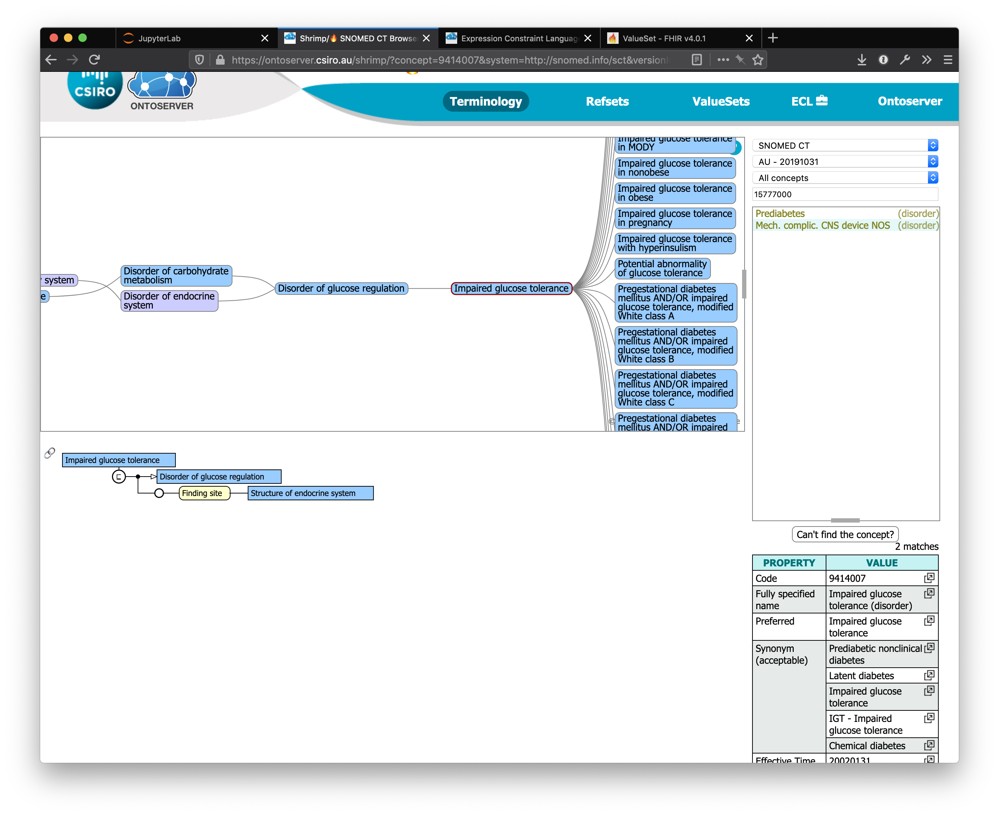 JupyterLab
Shrimp/🔥 SNOMED CT Browse
Expression Constraint Languag
ValueSet - FHIR v4.0.1
https://ontoserver.csiro.au/shrimp/?concept=9414007&system=http://snomed.info/sct&version
CSIRO
ONTOSERVER
Terminology
Refsets
ValueSets
ECL
Ontoserver
Impaired glucose tolerance
in MODY
Impaired glucose tolerance
in nonobese
Impaired glucose tolerance
in obese
Impaired glucose tolerance
in pregnancy
Impaired glucose tolerance
with hyperinsulism
Potential abnormality
of glucose tolerance
Pregestational diabetes
mellitus AND/OR impaired
glucose tolerance, modified
White class A
Pregestational diabetes
mellitus AND/OR impaired
glucose tolerance, modified
White class B
Pregestational diabetes
mellitus AND/OR impaired
glucose tolerance, modified
White class C
Pregestational diabetes
mellitus AND/OR impaired
system
e
Disorder of carbohydrate
metabolism
Disorder of endocrine
system
Disorder of glucose regulation
Impaired glucose tolerance
©
e
SNOMED CT
AU - 20191031
All concepts
15777000
Prediabetes (disorder)
Mech. complic. CNS device NOS (disorder)
Can't find the concept?
2 matches
Impaired glucose tolerance
⊑
Disorder of glucose regulation
Finding site
Structure of endocrine system
PROPERTY VALUE
Code 9414007
Fully specified
name
Impaired glucose
tolerance (disorder)
Preferred
Impaired glucose
tolerance
Synonym
(acceptable)
Prediabetic nonclinical
diabetes
Latent diabetes
Impaired glucose
tolerance
IGT - Impaired
glucose tolerance
Chemical diabetes
Effective Time 20020131